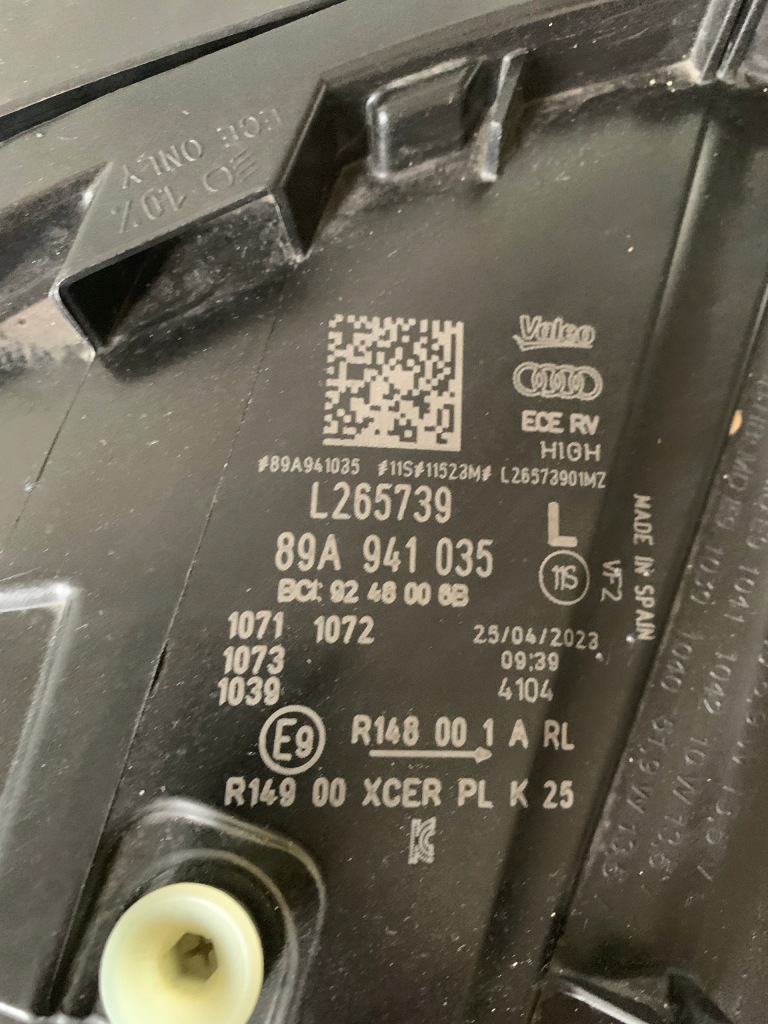 ECE ONLY
1.0%
Valeo
ECE RV
HIGH
#89A941035 #11S#11523M# L26573901MZ
L265739
L
89A 941 035
11S
BCI: 92 48 00 6B
VF2
MADE IN SPAIN
1071 1072
25/04/2023
1073
09:39
1039
4104
E9
R148 00 1 A RL
R149 00 XCER PL K 25